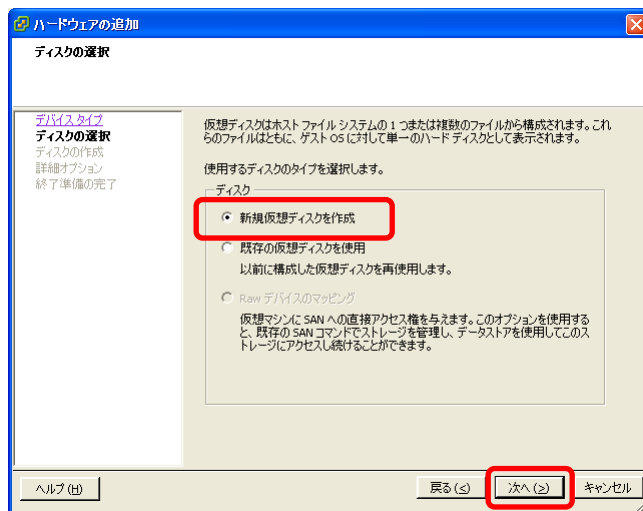 ハードウェアの追加
ディスクの選択
デバイス タイプ
ディスクの選択
ディスクの作成
詳細オプション
終了準備の完了
仮想ディスクはホスト ファイル システムの 1 つまたは複数のファイルから構成されます。これ
らのファイルはともに、ゲスト OS に対して単一のハード ディスクとして表示されます。
使用するディスクのタイプを選択します。
ディスク
新規仮想ディスクを作成
既存の仮想ディスクを使用
以前に構成した仮想ディスクを再使用します。
Raw デバイスのマッピング
仮想マシンに SAN への直接アクセス権を与えます。このオプションを使用する
と、既存の SAN コマンドでストレージを管理し、データストアを使用してこのス
トレージにアクセスし続けることができます。
ヘルプ (H)
戻る (≤)
次へ (≥)
キャンセル